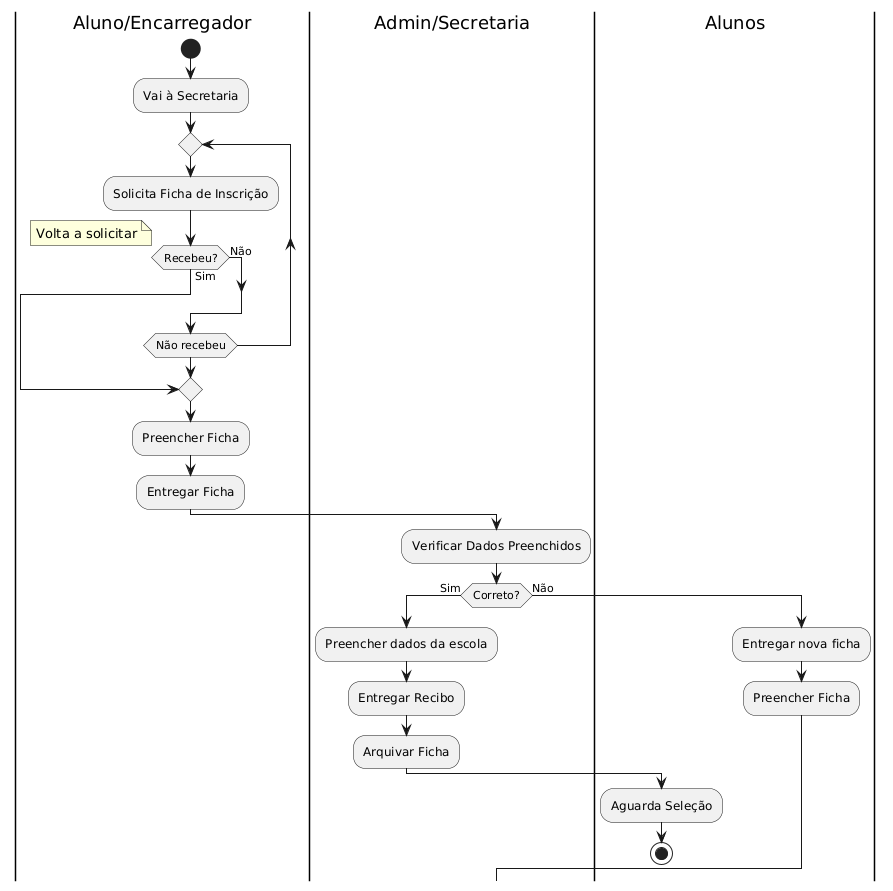 Aluno/Encarregador
Admin/Secretaria
Alunos
Vai à Secretaria
Solicita Ficha de Inscrição
Volta a solicitar
Recebeu?
Não
Sim
Não recebeu
Preencher Ficha
Entregar Ficha
Verificar Dados Preenchidos
Sim
Correto?
Não
Preencher dados da escola
Entregar nova ficha
Entregar Recibo
Preencher Ficha
Arquivar Ficha
Aguarda Seleção